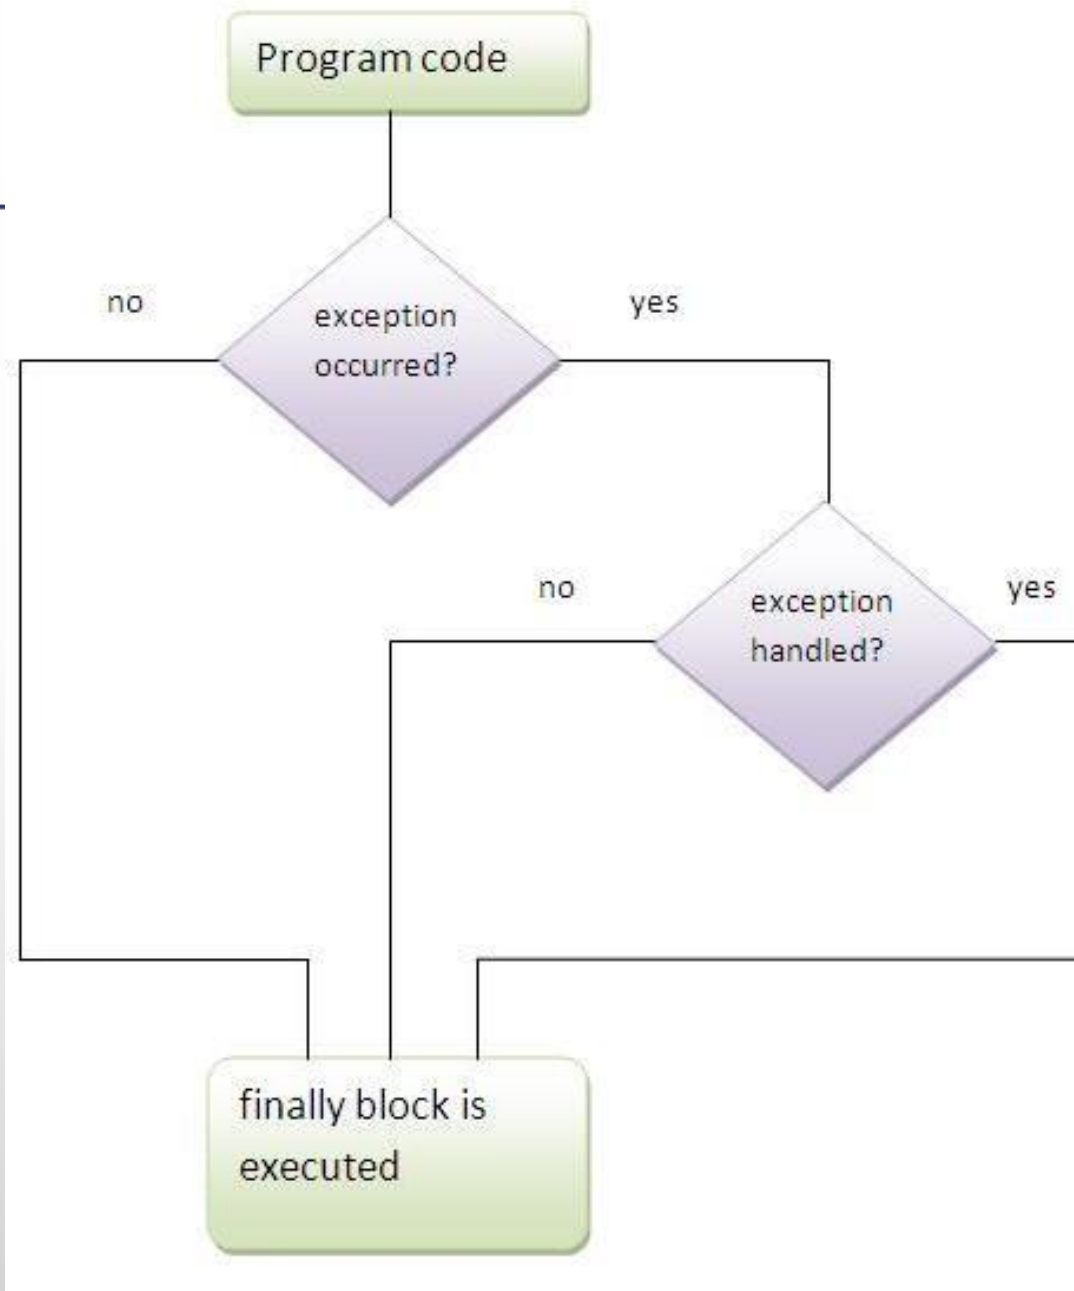 Program code
no
yes
exception
occurred?
no
yes
exception
handled?
finally block is
executed